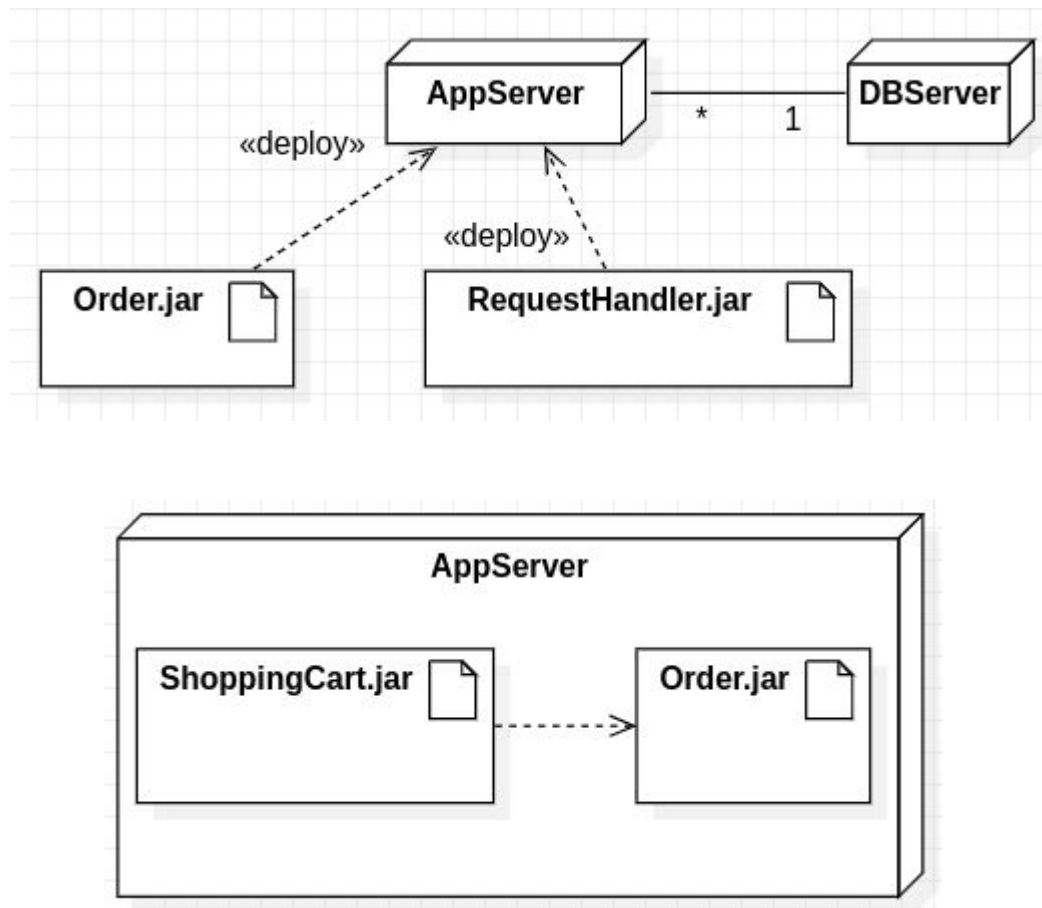 AppServer
DBServer
* 1
«deploy»
«deploy»
Order.jar
RequestHandler.jar
AppServer
ShoppingCart.jar
Order.jar